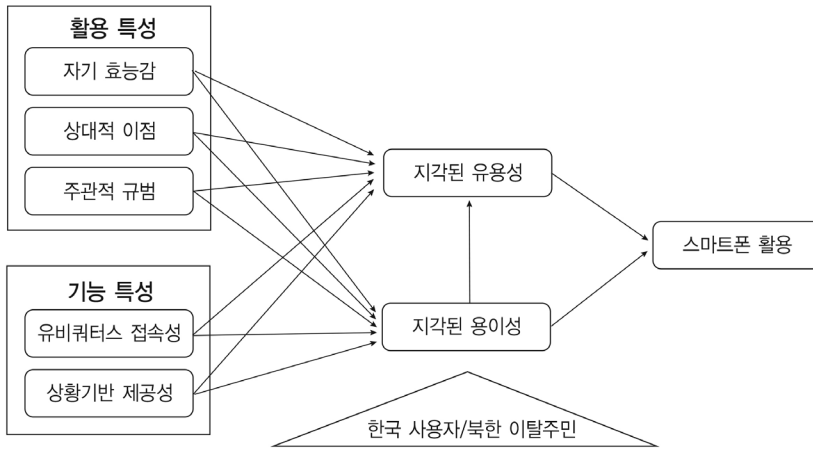 활용 특성
자기 효능감
상대적 이점
주관적 규범
기능 특성
유비쿼터스 접속성
상황기반 제공성
지각된 유용성
지각된 용이성
스마트폰 활용
한국 사용자/북한 이탈주민